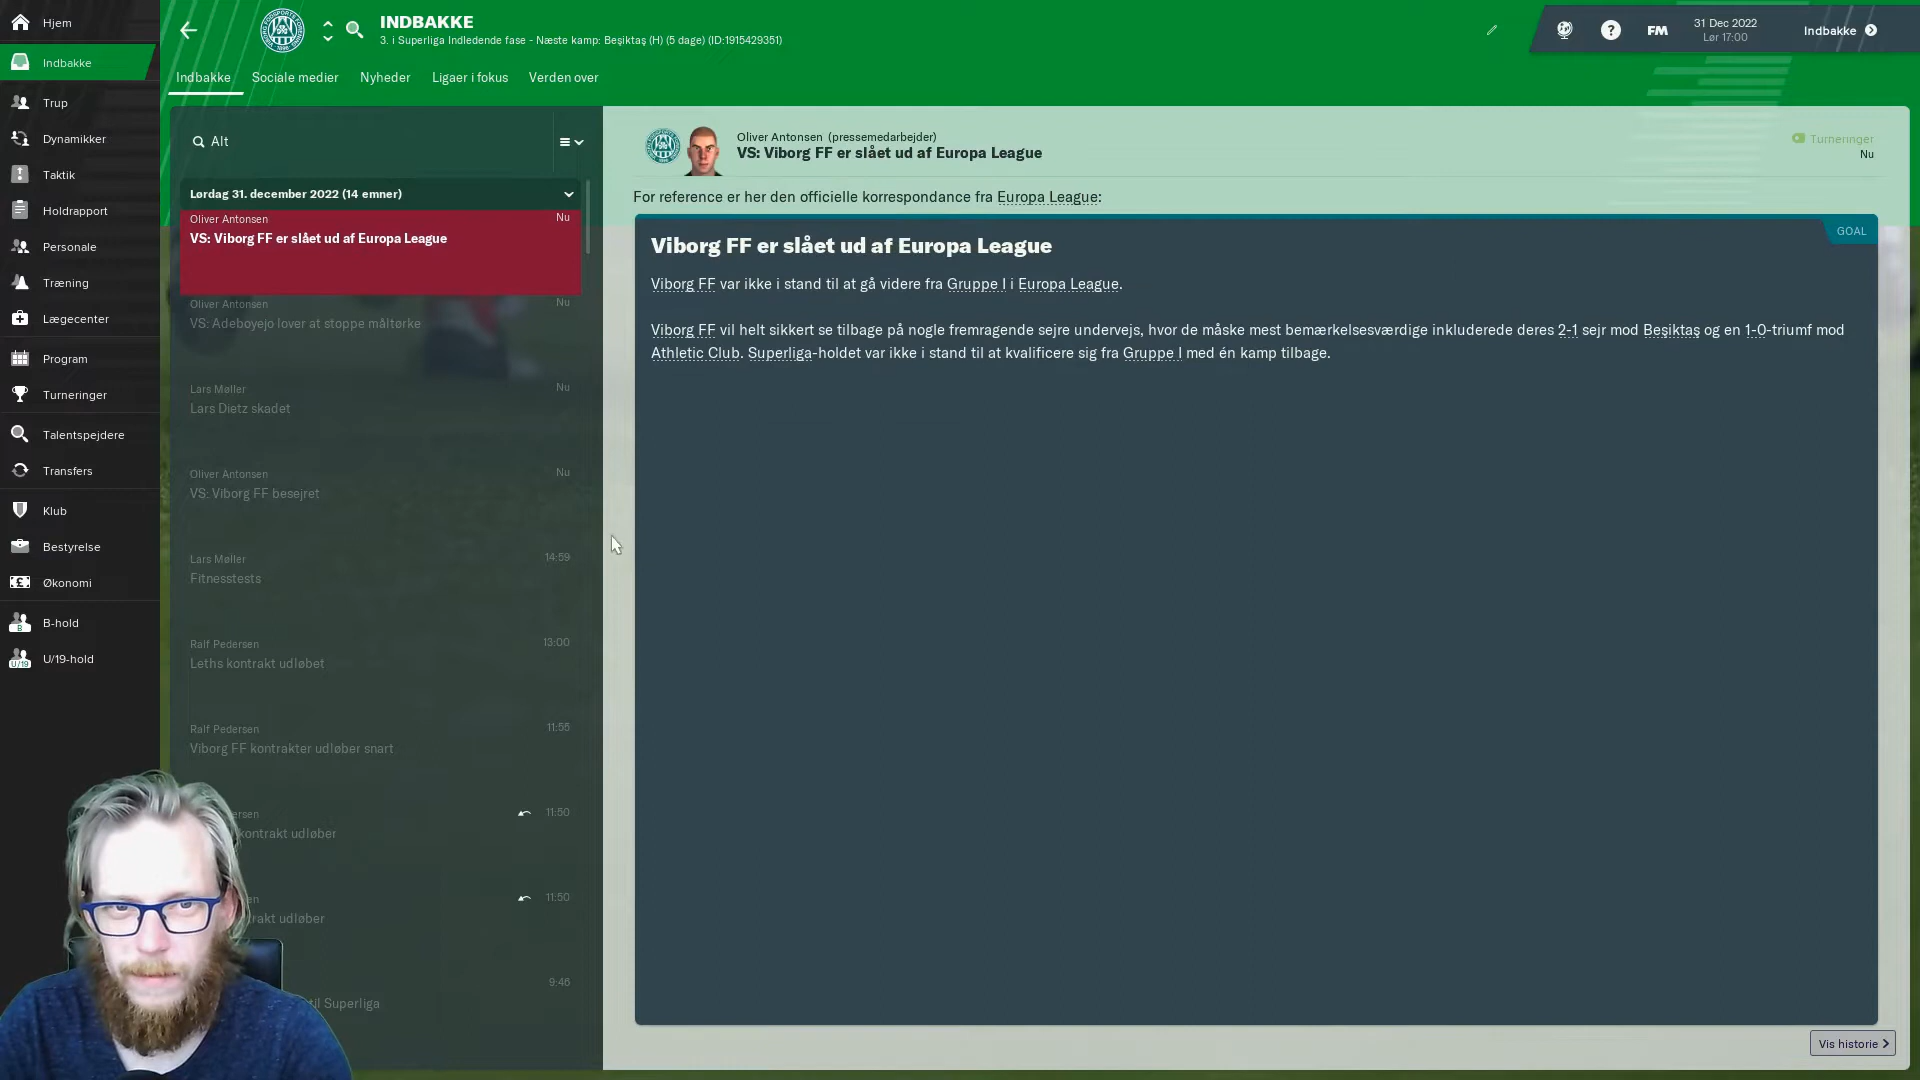 Hjem
Indbakke
Trup
Dynamikker
Taktik
Holdrapport
Personale
Træning
Lægecenter
Program
Turneringer
Talentspejdere
Transfers
Klub
Bestyrelse
Økonomi
B-hold
U/19-hold
INDBAKKE
3. i Superliga Indledende fase - Næste kamp: Beşiktaş (H) (5 dage) (ID:1915429351)
FM
31 Dec 2022
Lør 17:00
Indbakke
Indbakke Sociale medier Nyheder Ligaer i fokus Verden over
Alt
Lørdag 31. december 2022 (14 emner)
Oliver Antonsen Nu
VS: Viborg FF er slået ud af Europa League
Oliver Antonsen Nu
VS: Adeboyejo lover at stoppe måltørke
Lars Møller Nu
Lars Dietz skadet
Oliver Antonsen Nu
VS: Viborg FF besejret
Lars Møller 14:59
Fitnesstests
Ralf Pedersen 13:00
Leths kontrakt udløbet
Ralf Pedersen 11:55
Viborg FF kontrakter udløber snart
ersen 11:50
kontrakt udløber
en 11:50
rakt udløber
9:46
til Superliga
Oliver Antonsen (pressemedarbejder)
VS: Viborg FF er slået ud af Europa League
Turneringer
Nu
For reference er her den officielle korrespondance fra Europa League:
GOAL
Viborg FF er slået ud af Europa League
Viborg FF var ikke i stand til at gå videre fra Gruppe I i Europa League.
Viborg FF vil helt sikkert se tilbage på nogle fremragende sejre undervejs, hvor de måske mest bemærkelsesværdige inkluderede deres 2-1 sejr mod Beşiktaş og en 1-0-triumf mod
Athletic Club. Superliga-holdet var ikke i stand til at kvalificere sig fra Gruppe I med én kamp tilbage.
Vis historie